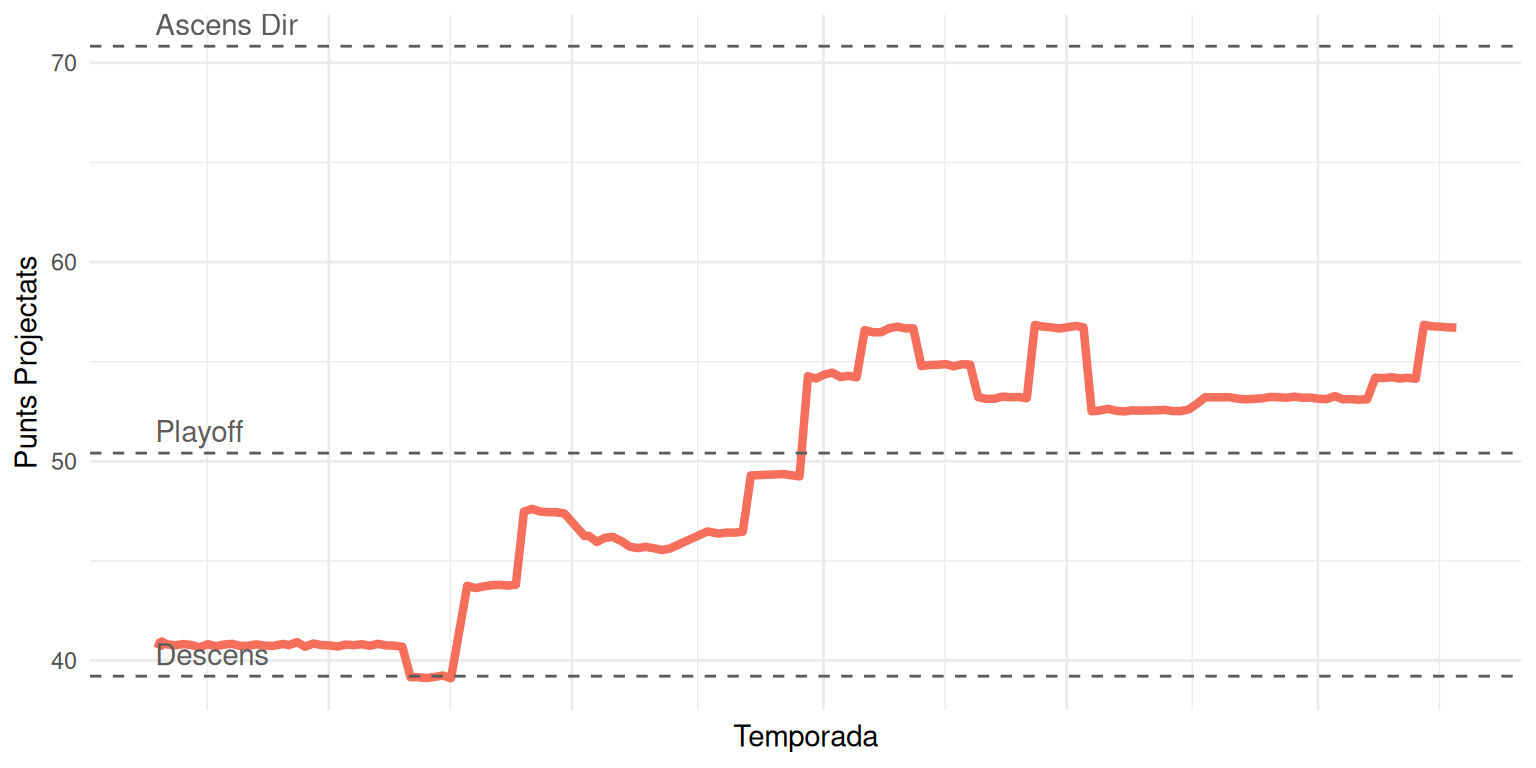 Ascens Dir
70
60
Playoff
50
Descens
40
Punts Projectats
Temporada